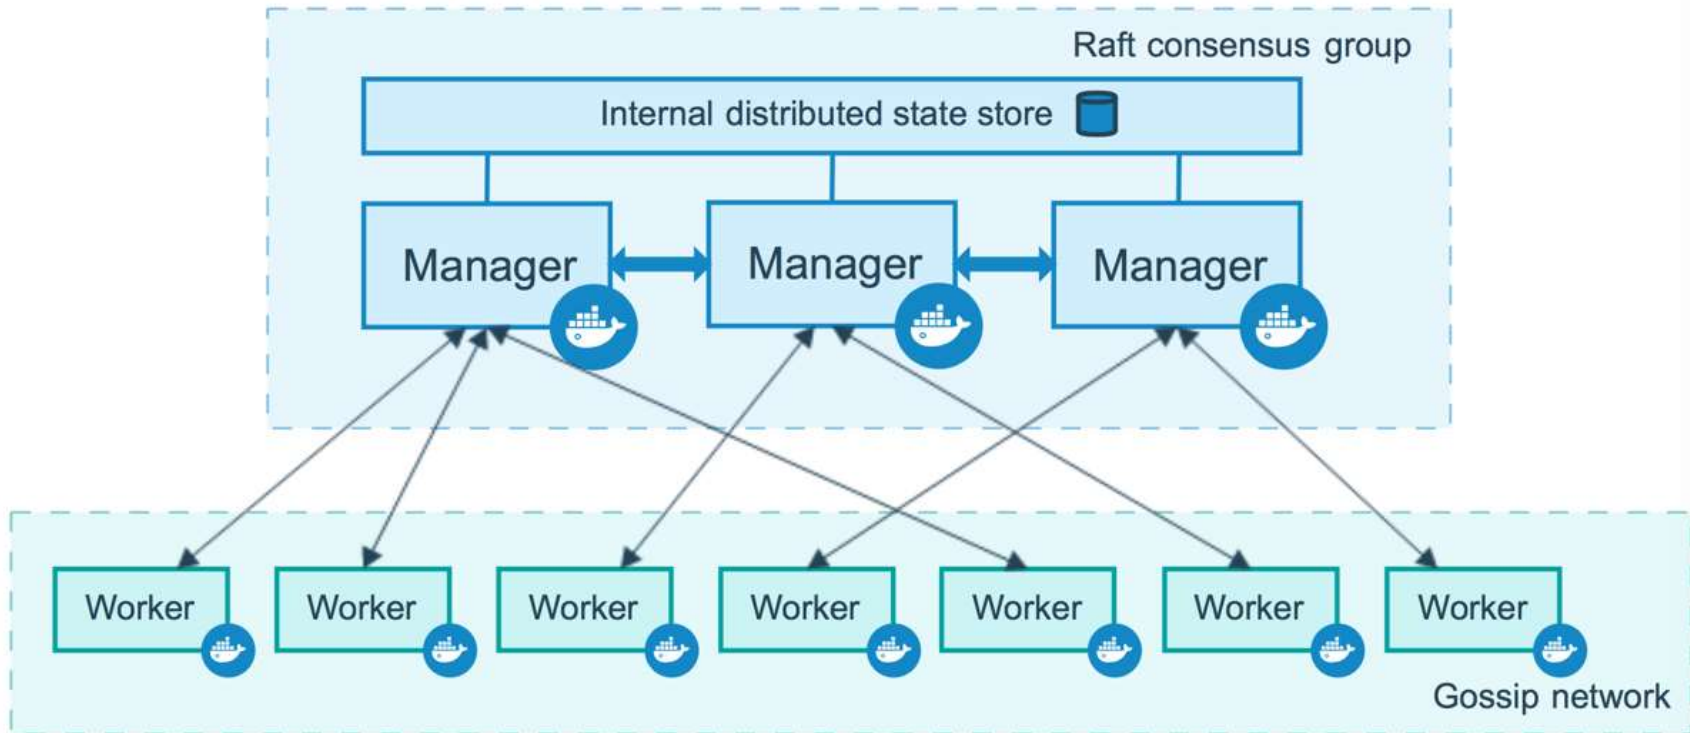 Raft consensus group
Internal distributed state store
Manager
Manager
Manager
Worker
Worker
Worker
Worker
Worker
Worker
Worker
Gossip network